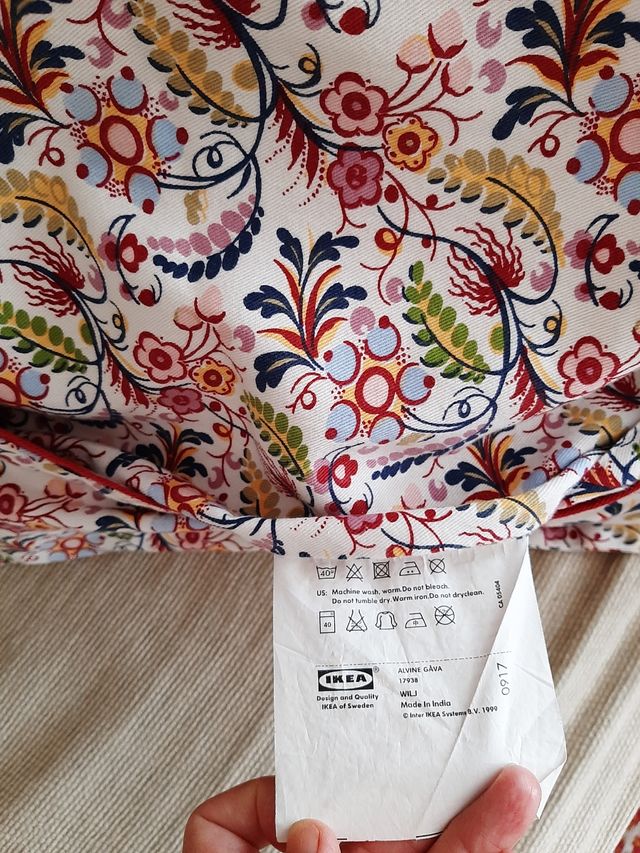 40°
US: Machine wash, warm.Do not bleach.
Do not tumble dry.Warm iron.Do not dryclean.
40
CA 05404
IKEA®
Design and Quality
IKEA of Sweden
ALVINE GÅVA
17938
WILJ
Made In India
© Inter IKEA Systems B.V. 1999
0917